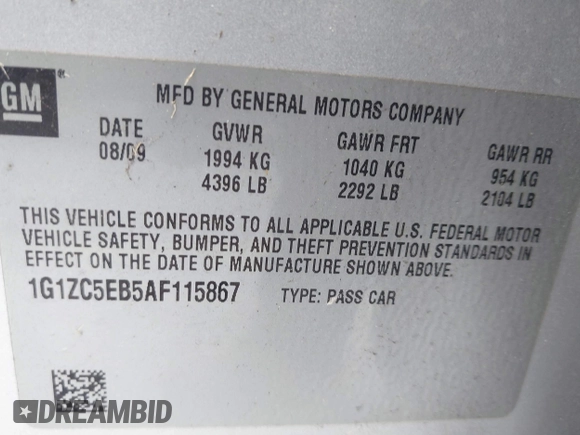 GM
MFD BY GENERAL MOTORS COMPANY
DATE GVWR GAWR FRT GAWR RR
08/09 1994 KG 1040 KG 954 KG
4396 LB 2292 LB 2104 LB
THIS VEHICLE CONFORMS TO ALL APPLICABLE U.S. FEDERAL MOTOR
VEHICLE SAFETY, BUMPER, AND THEFT PREVENTION STANDARDS IN
EFFECT ON THE DATE OF MANUFACTURE SHOWN ABOVE.
1G1ZC5EB5AF115867 TYPE: PASS CAR
DREAMBID